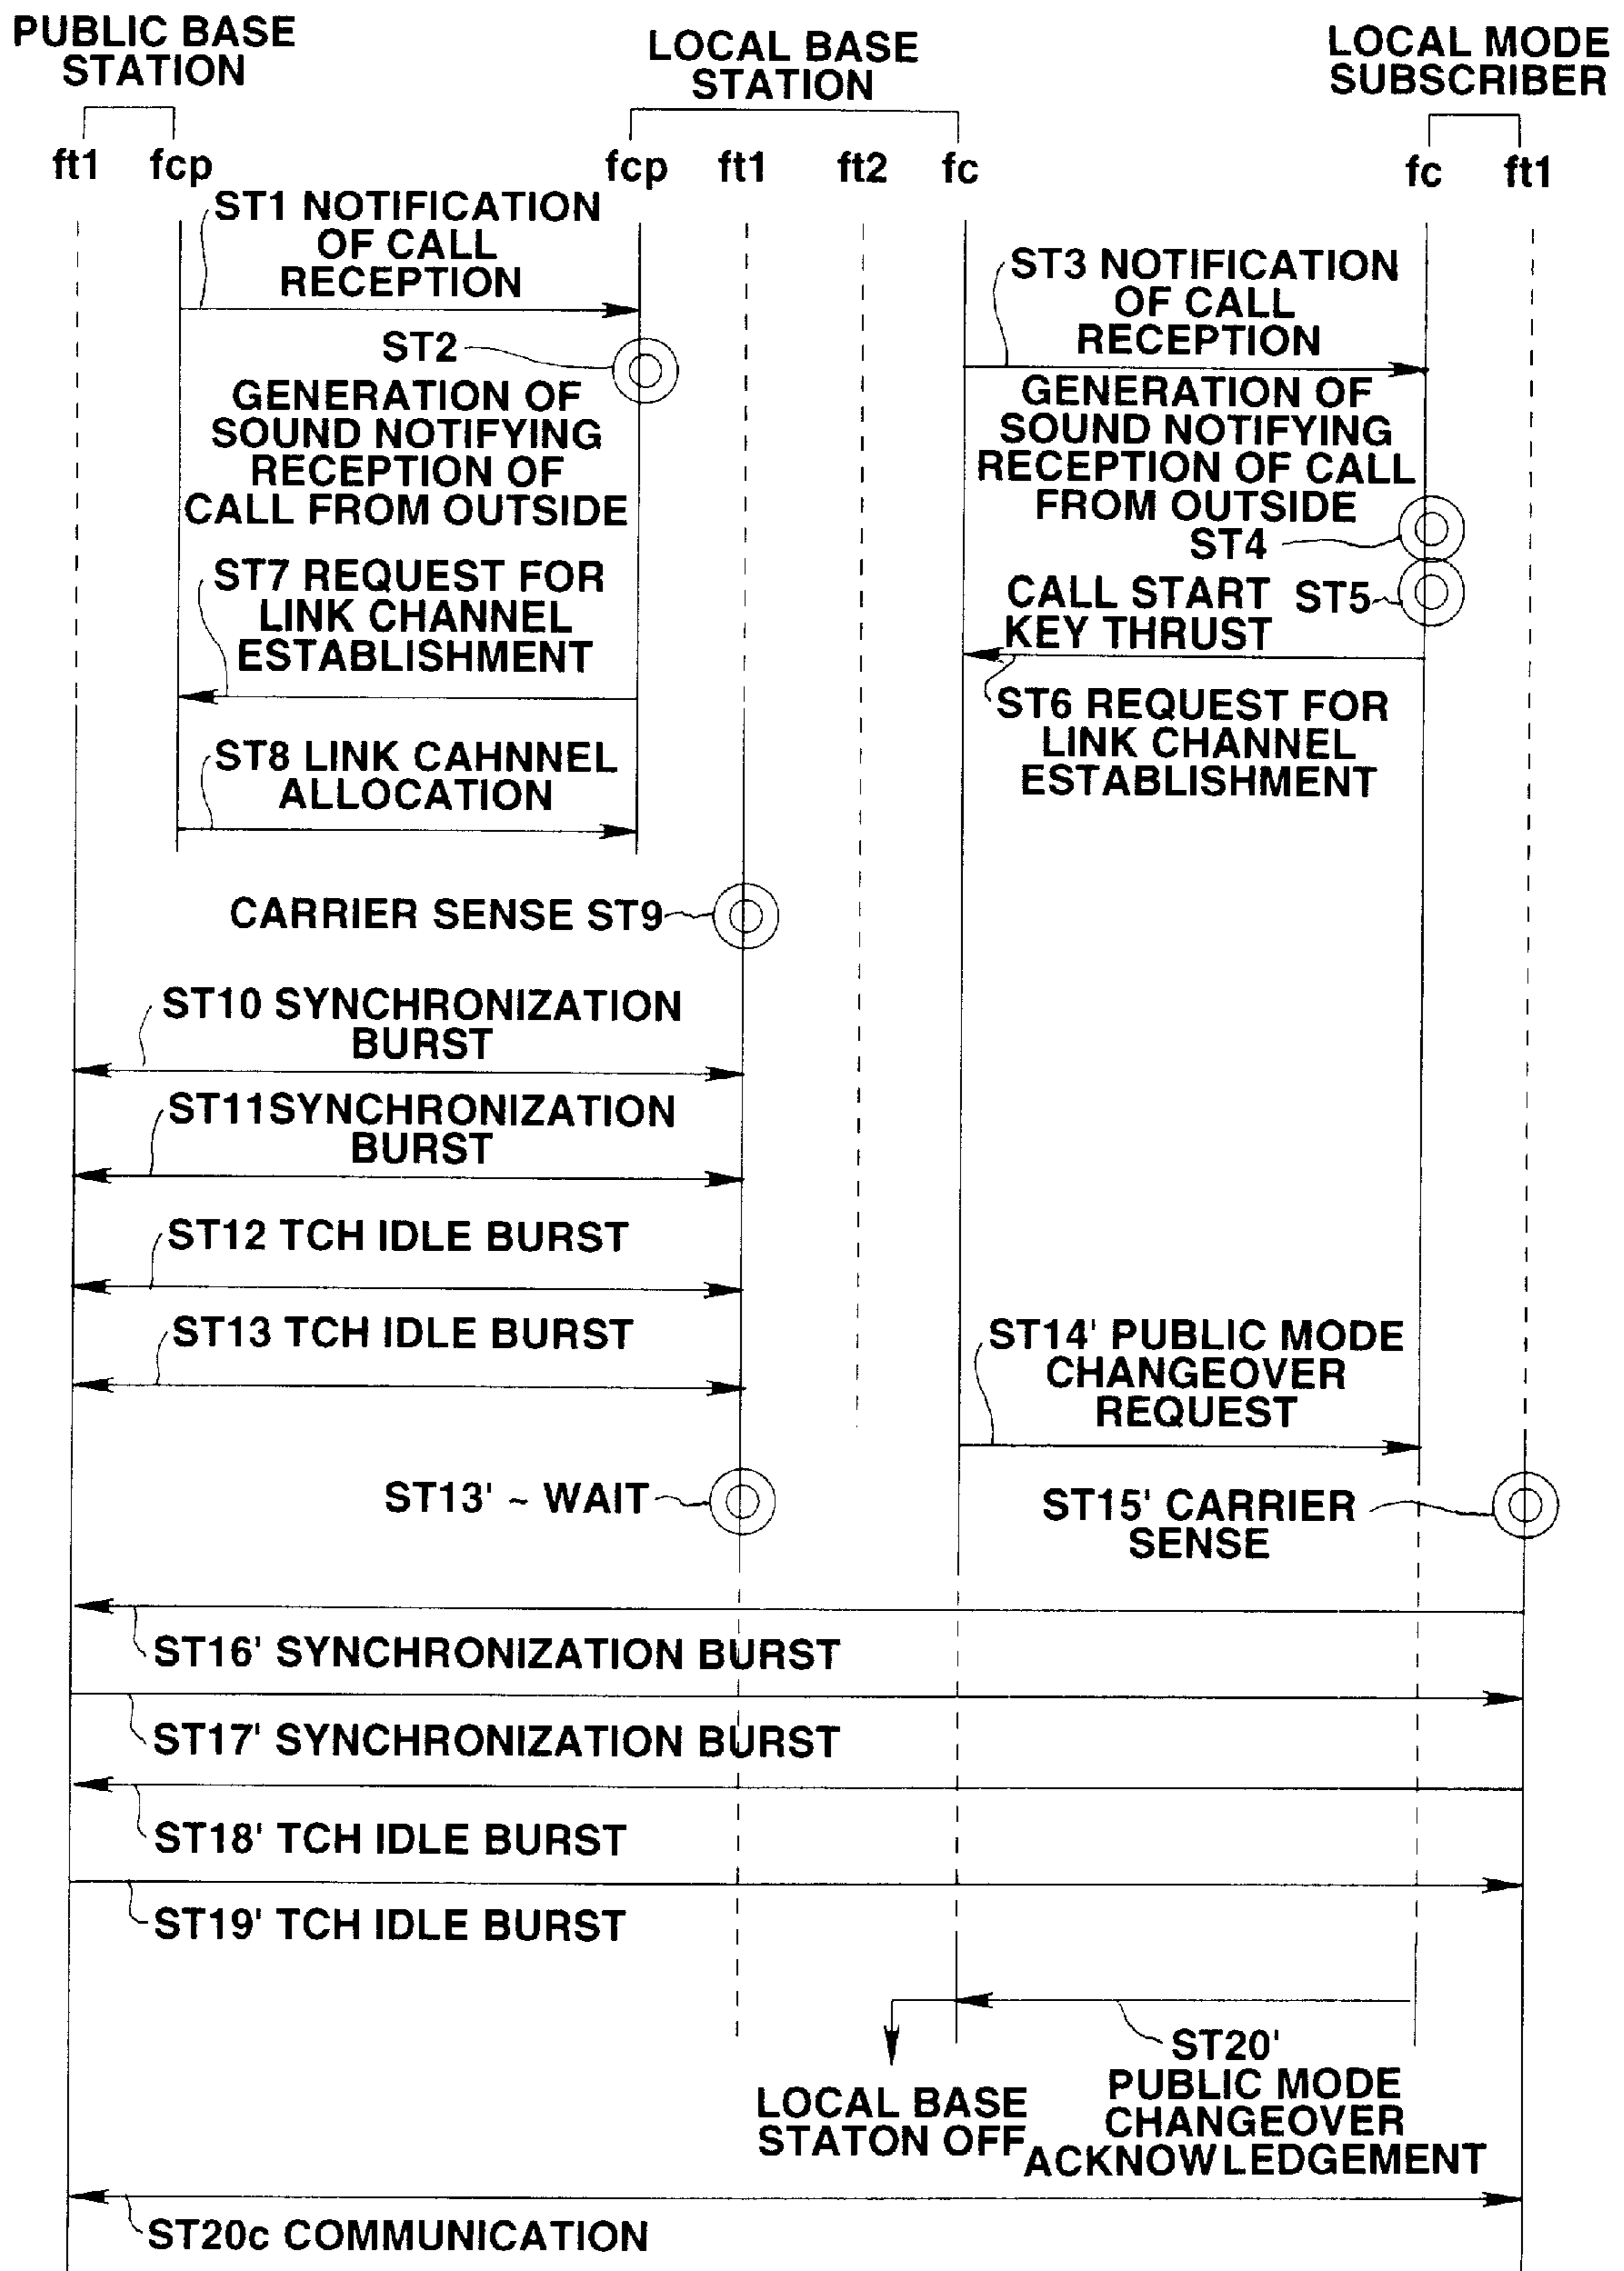 PUBLIC BASE
STATION
LOCAL BASE
STATION
LOCAL MODE
SUBSCRIBER
ft1
fcp
fcp
ft1
ft2
fc
fc
ft1
ST1 NOTIFICATION
OF CALL
RECEPTION
ST3 NOTIFICATION
OF CALL
RECEPTION
ST2
GENERATION OF
SOUND NOTIFYING
RECEPTION OF
CALL FROM OUTSIDE
GENERATION OF
SOUND NOTIFYING
RECEPTION OF CALL
FROM OUTSIDE
ST4
CALL START
KEY THRUST
ST5
ST7 REQUEST FOR
LINK CHANNEL
ESTABLISHMENT
ST6 REQUEST FOR
LINK CHANNEL
ESTABLISHMENT
ST8 LINK CAHNNEL
ALLOCATION
CARRIER SENSE ST9
ST10 SYNCHRONIZATION
BURST
ST11SYNCHRONIZATION
BURST
ST12 TCH IDLE BURST
ST13 TCH IDLE BURST
ST14' PUBLIC MODE
CHANGEOVER
REQUEST
ST13' ~ WAIT
ST15' CARRIER
SENSE
ST16' SYNCHRONIZATION BURST
ST17' SYNCHRONIZATION BURST
ST18' TCH IDLE BURST
ST19' TCH IDLE BURST
ST20'
PUBLIC MODE
CHANGEOVER
ACKNOWLEDGEMENT
LOCAL BASE
STATON OFF
ST20c COMMUNICATION